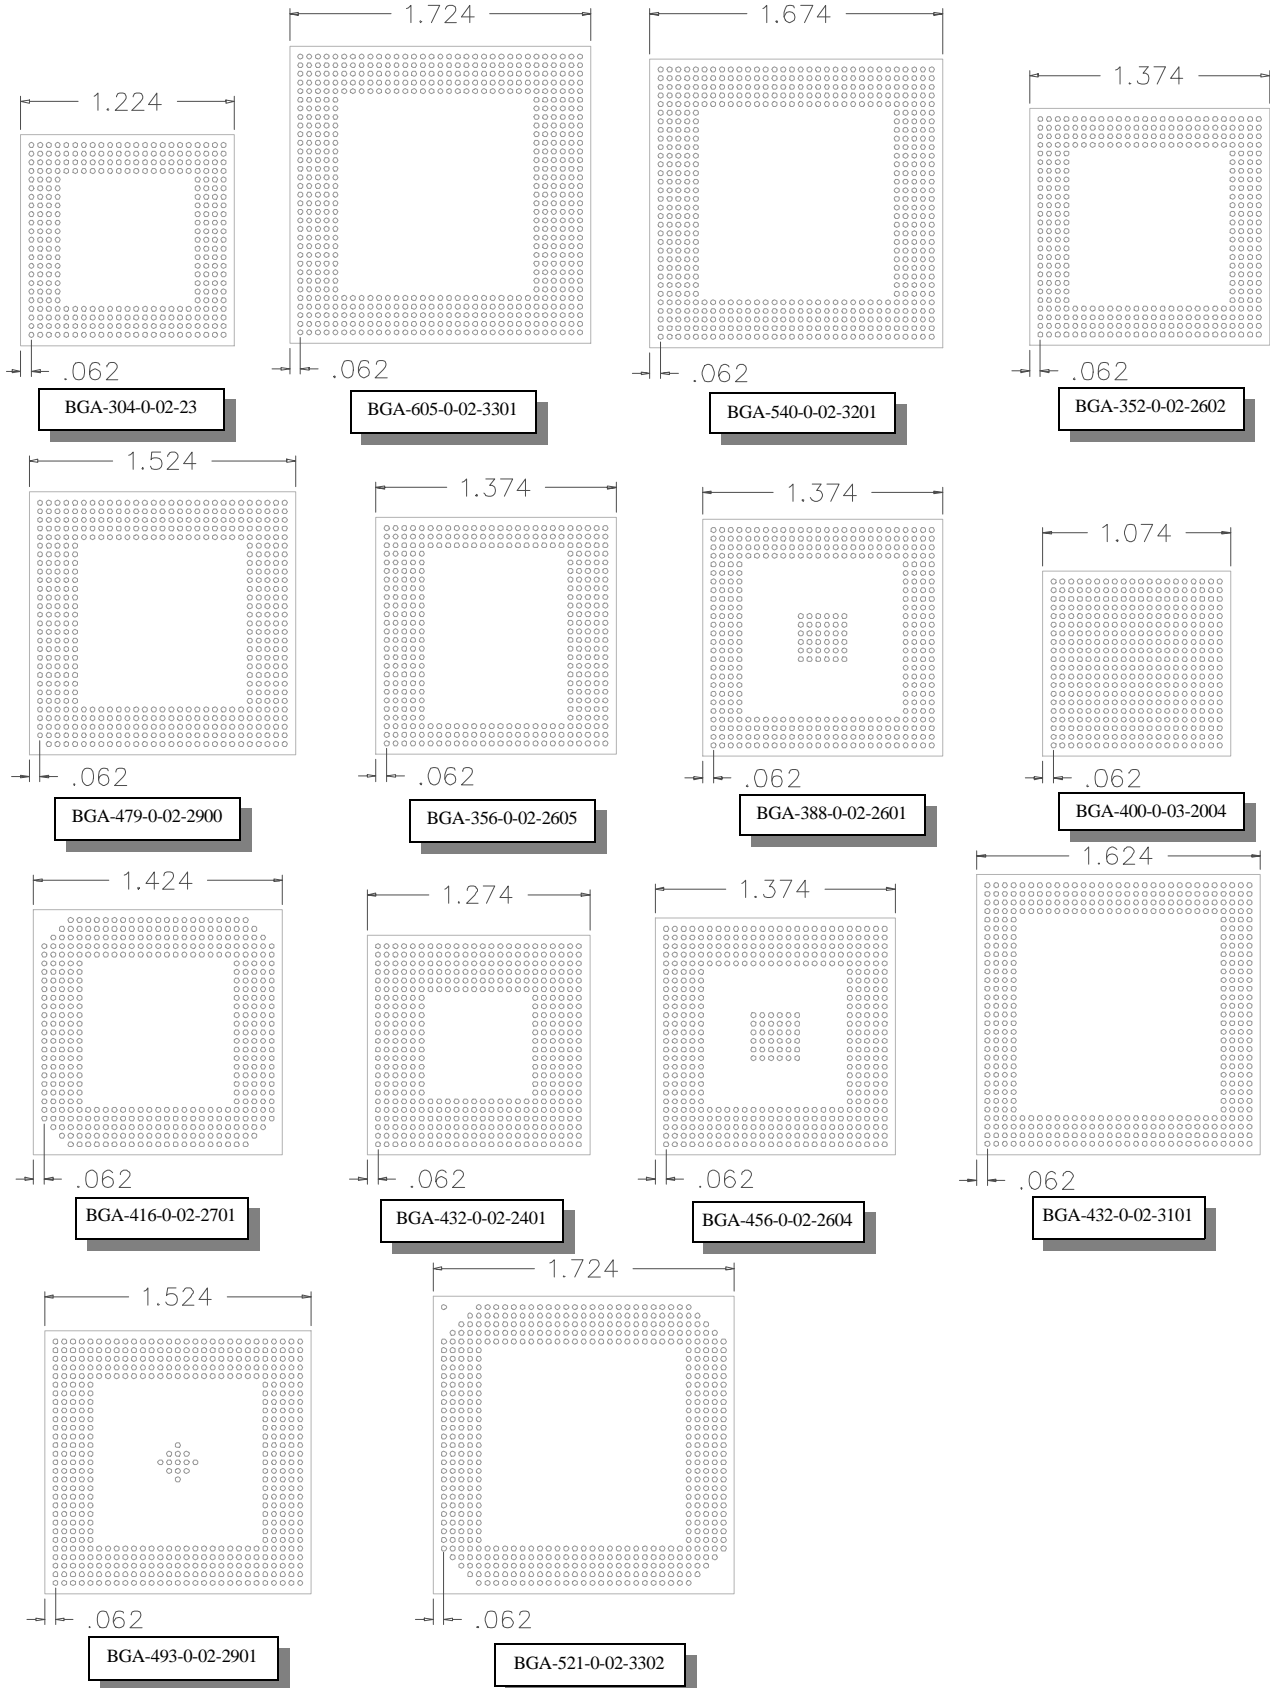 1.224
1.724
1.674
1.374
.062
.062
.062
.062
BGA-304-0-02-23
BGA-605-0-02-3301
BGA-540-0-02-3201
BGA-352-0-02-2602
1.524
1.374
1.374
1.074
.062
.062
.062
.062
BGA-479-0-02-2900
BGA-356-0-02-2605
BGA-388-0-02-2601
BGA-400-0-03-2004
1.424
1.274
1.374
1.624
.062
.062
.062
.062
BGA-416-0-02-2701
BGA-432-0-02-2401
BGA-456-0-02-2604
BGA-432-0-02-3101
1.524
1.724
.062
.062
BGA-493-0-02-2901
BGA-521-0-02-3302